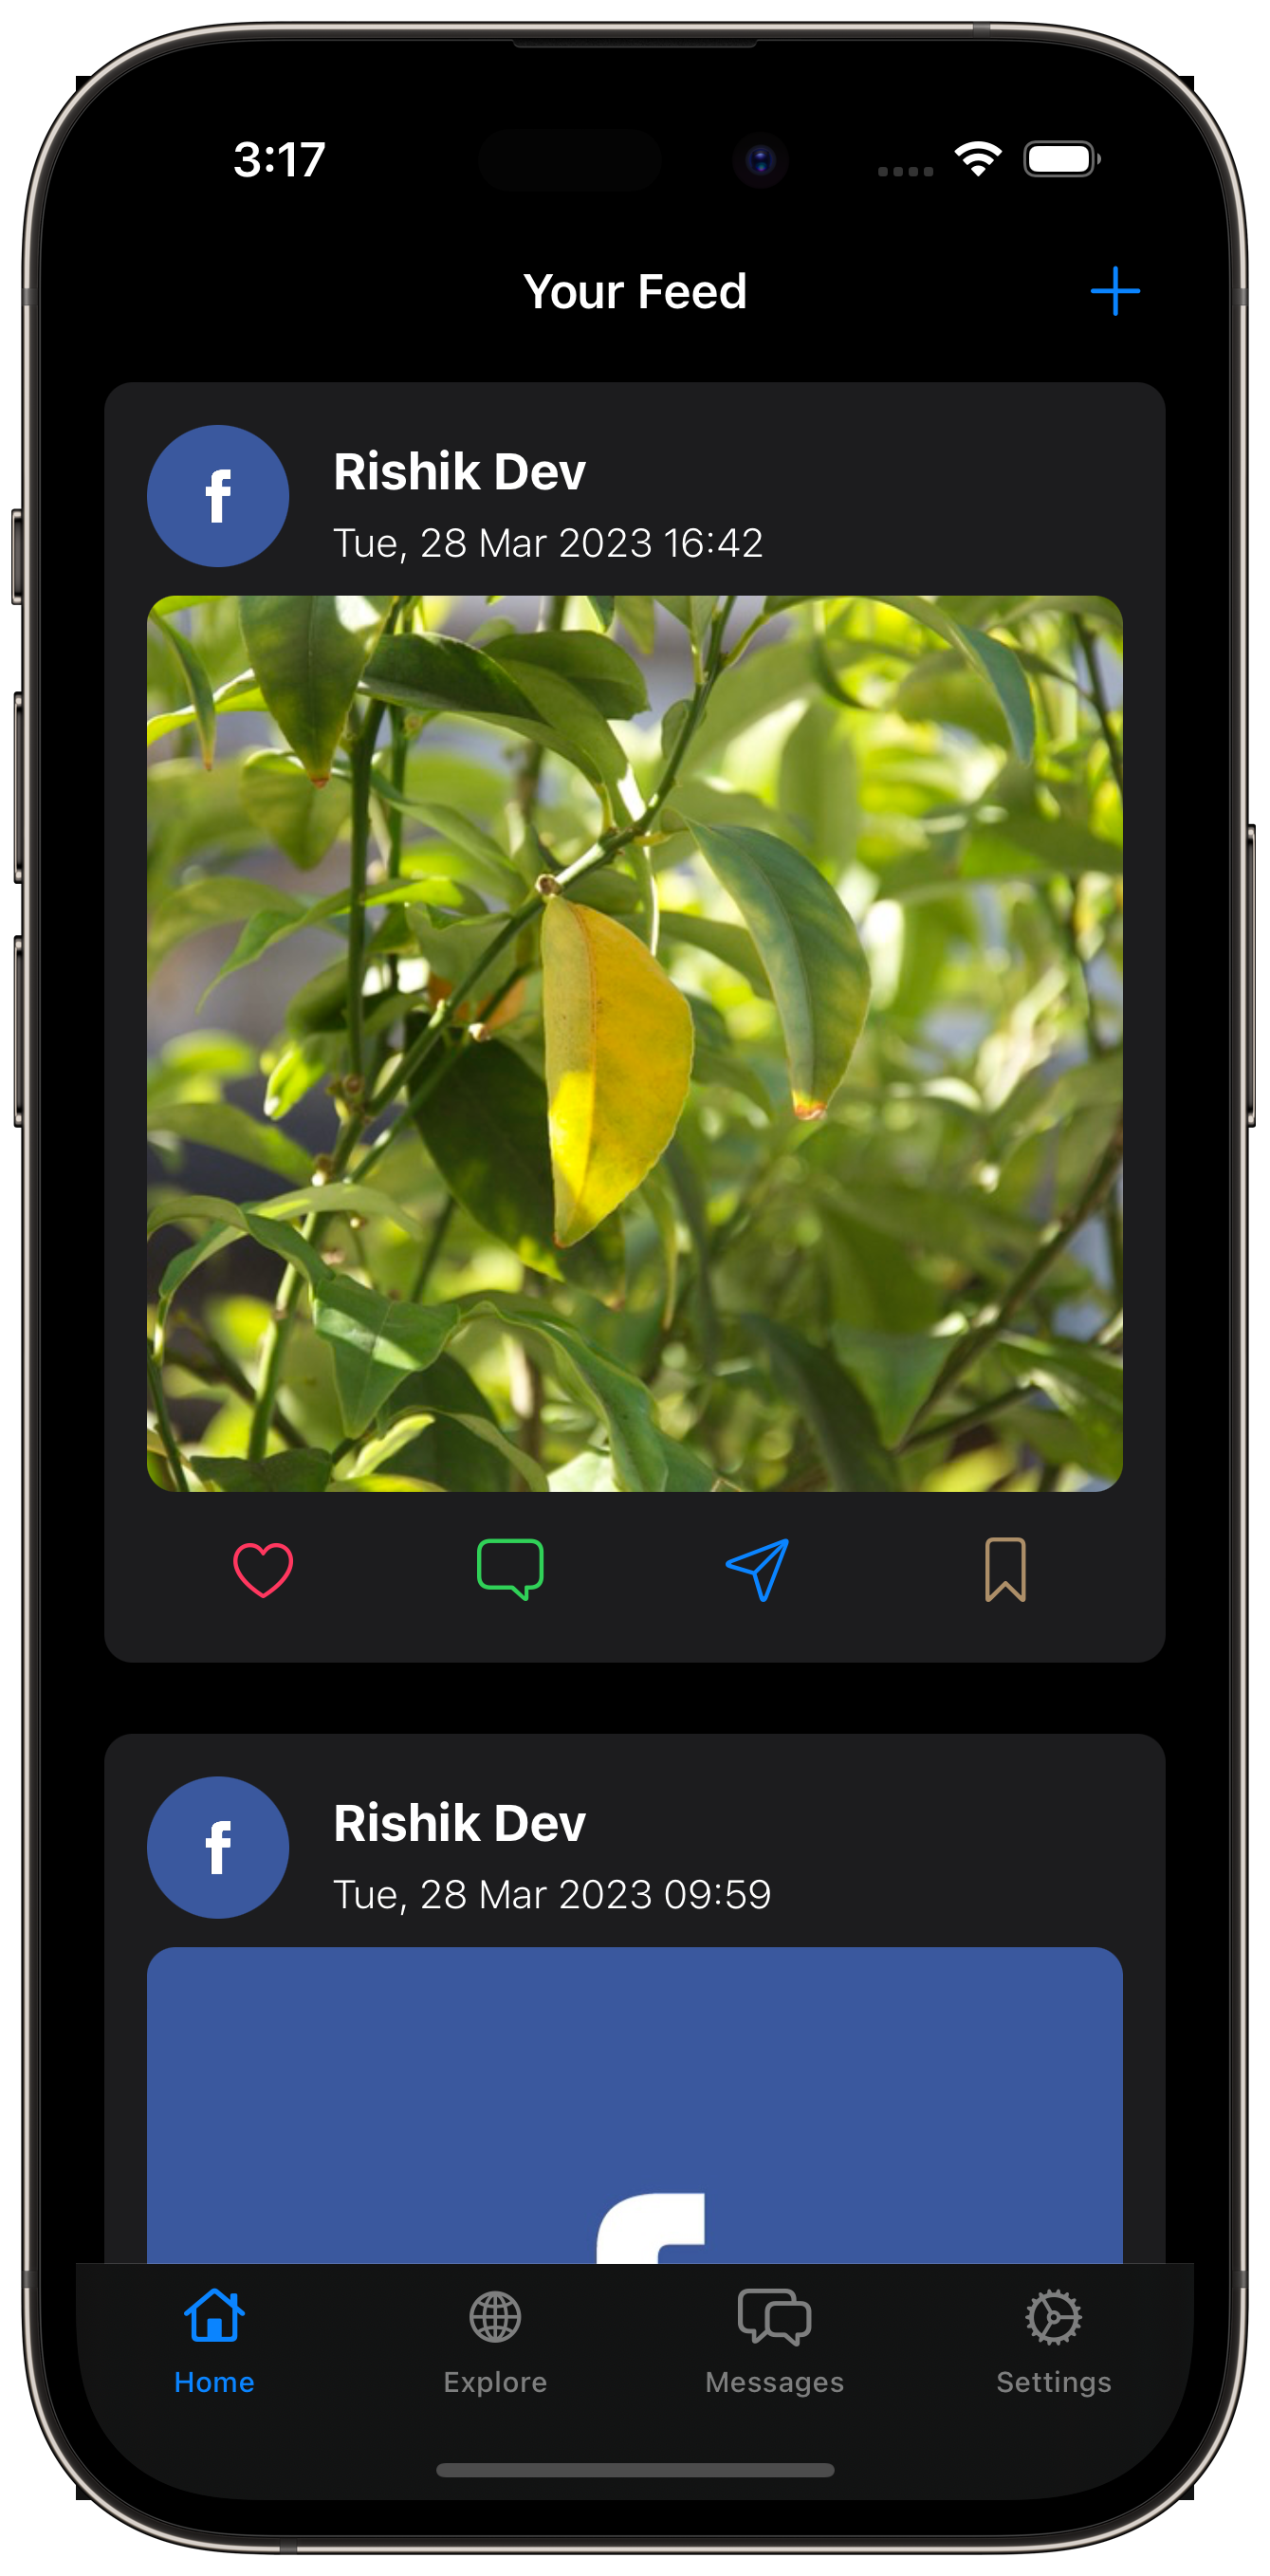 3:17
Your Feed
f
Rishik Dev
Tue, 28 Mar 2023 16:42
f
Rishik Dev
Tue, 28 Mar 2023 09:59
f
Home
Explore
Messages
Settings